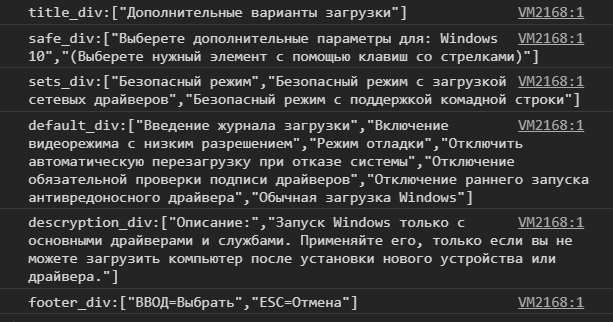 title_div:["Дополнительные варианты загрузки"] VM2168:1
safe_div:["Выберете дополнительные параметры для: Windows VM2168:1
10","(Выберете нужный элемент с помощью клавиш со стрелками)"]
sets_div:["Безопасный режим","Безопасный режим с загрузкой VM2168:1
сетевых драйверов","Безопасный режим с поддержкой комадной строки"]
default_div:["Введение журнала загрузки","Включение VM2168:1
видеорежима с низким разрешением","Режим отладки","Отключить
автоматическую перезагрузку при отказе системы","Отключение
обязательной проверки подписи драйверов","Отключение раннего запуска
антивредоносного драйвера","Обычная загрузка Windows"]
descryption_div:["Описание:","Запуск Windows только с VM2168:1
основными драйверами и службами. Применяйте его, только если вы не
можете загрузить компьютер после установки нового устройства или
драйвера."]
footer_div:["ВВОД=Выбрать","ESC=Отмена"] VM2168:1